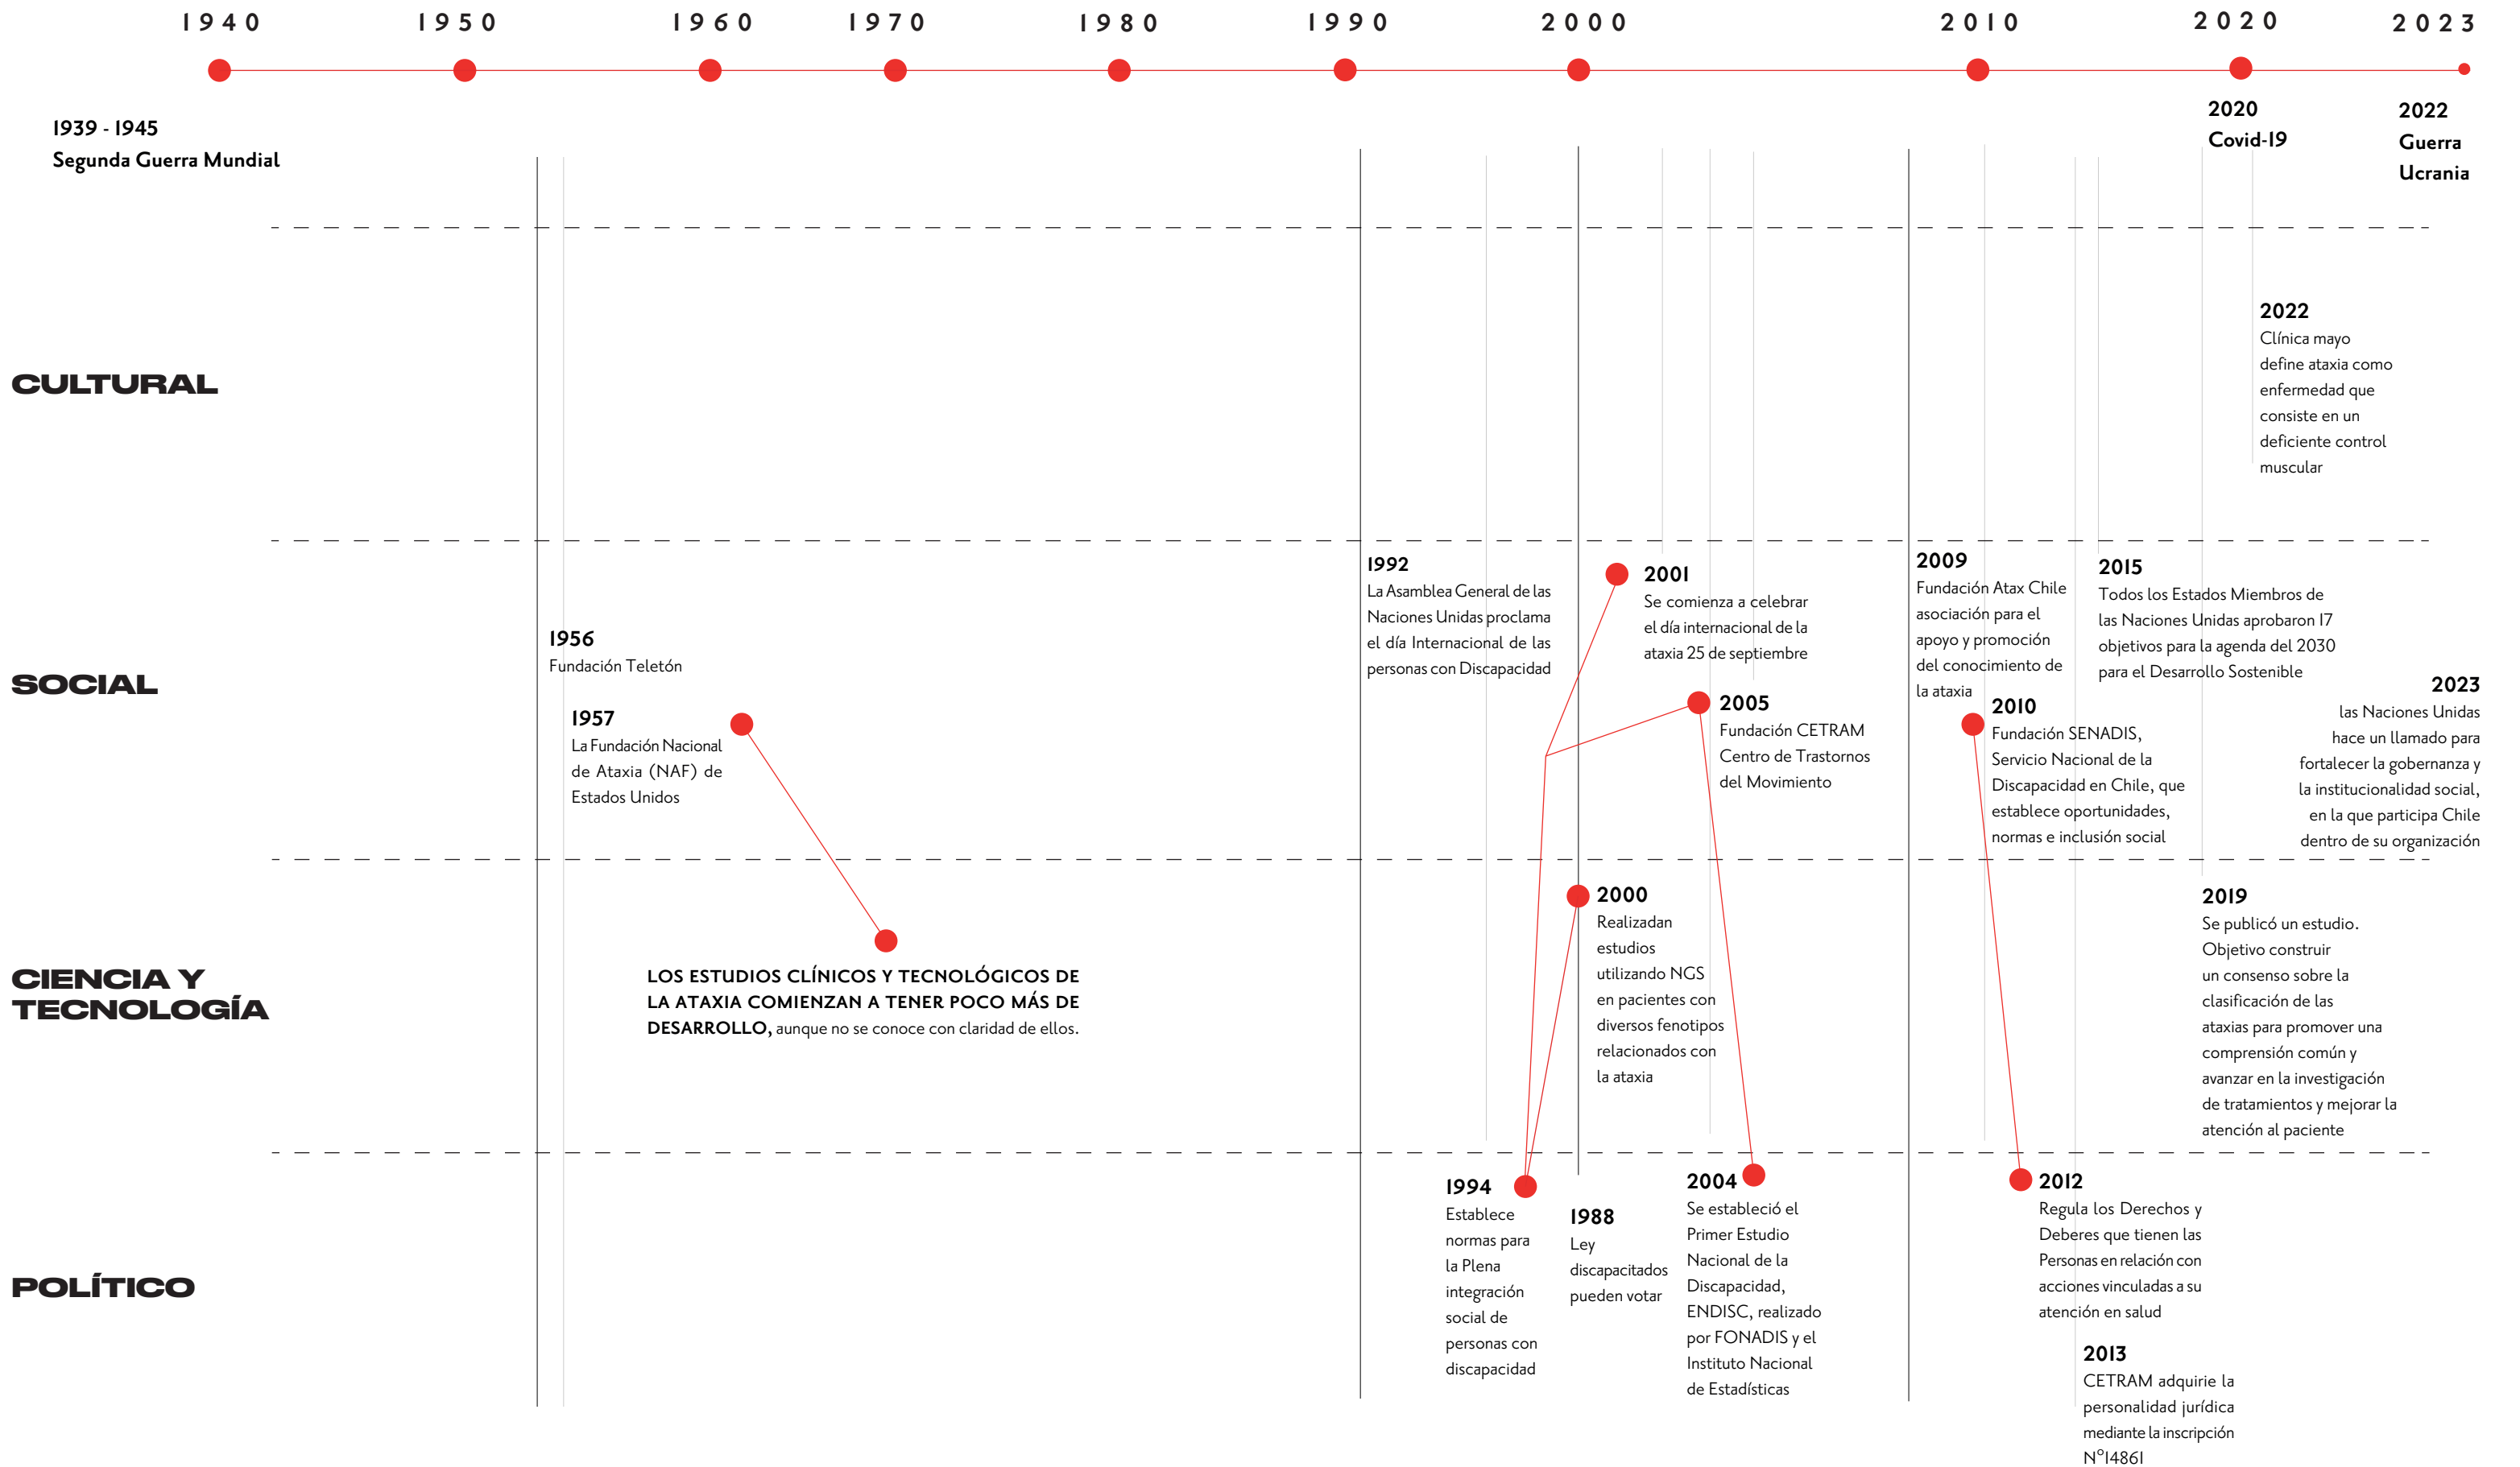 1940 1950 1960 1970 1980 1990 2000 2010 2020 2023
1939 - 1945
Segunda Guerra Mundial
2020
Covid-19
2022
Guerra
Ucrania
CULTURAL
2022
Clínica mayo
define ataxia como
enfermedad que
consiste en un
deficiente control
muscular
SOCIAL
1956
Fundación Teletón
1957
La Fundación Nacional
de Ataxia (NAF) de
Estados Unidos
1992
La Asamblea General de las
Naciones Unidas proclama
el día Internacional de las
personas con Discapacidad
2001
Se comienza a celebrar
el día internacional de la
ataxia 25 de septiembre
2005
Fundación CETRAM
Centro de Trastornos
del Movimiento
2009
Fundación Atax Chile
asociación para el
apoyo y promoción
del conocimiento de
la ataxia
2010
Fundación SENADIS,
Servicio Nacional de la
Discapacidad en Chile, que
establece oportunidades,
normas e inclusión social
2015
Todos los Estados Miembros de
las Naciones Unidas aprobaron 17
objetivos para la agenda del 2030
para el Desarrollo Sostenible
2023
las Naciones Unidas
hace un llamado para
fortalecer la gobernanza y
la institucionalidad social,
en la que participa Chile
dentro de su organización
CIENCIA Y
TECNOLOGÍA
LOS ESTUDIOS CLÍNICOS Y TECNOLÓGICOS DE
LA ATAXIA COMIENZAN A TENER POCO MÁS DE
DESARROLLO, aunque no se conoce con claridad de ellos.
2000
Realizadan
estudios
utilizando NGS
en pacientes con
diversos fenotipos
relacionados con
la ataxia
2019
Se publicó un estudio.
Objetivo construir
un consenso sobre la
clasificación de las
ataxias para promover una
comprensión común y
avanzar en la investigación
de tratamientos y mejorar la
atención al paciente
POLÍTICO
1994
Establece
normas para
la Plena
integración
social de
personas con
discapacidad
1988
Ley
discapacitados
pueden votar
2004
Se estableció el
Primer Estudio
Nacional de la
Discapacidad,
ENDISC, realizado
por FONADIS y el
Instituto Nacional
de Estadísticas
2012
Regula los Derechos y
Deberes que tienen las
Personas en relación con
acciones vinculadas a su
atención en salud
2013
CETRAM adquirie la
personalidad jurídica
mediante la inscripción
N°14861